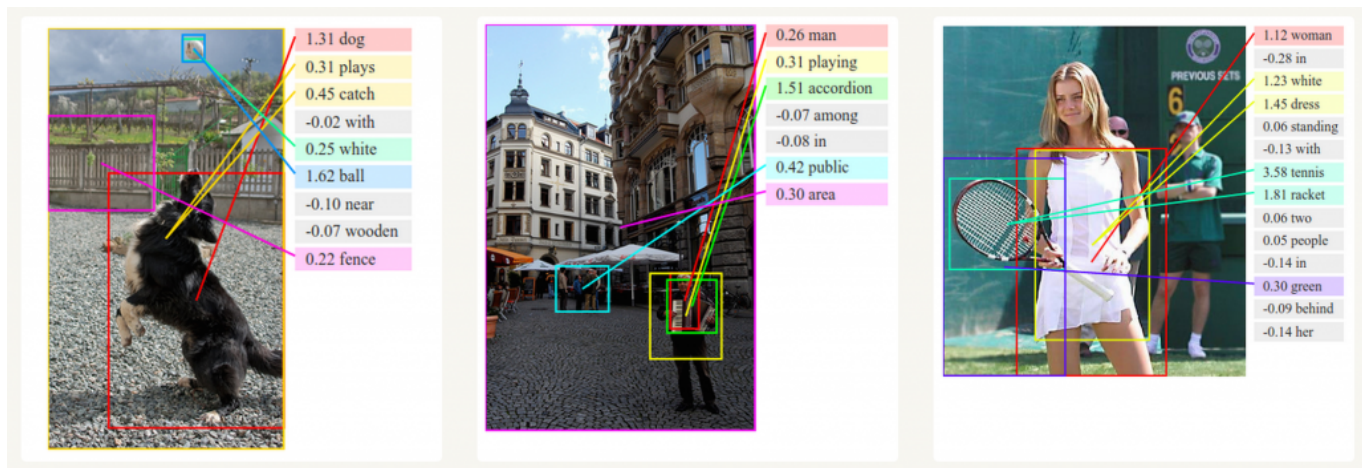 1.31 dog
0.31 plays
0.45 catch
-0.02 with
0.25 white
1.62 ball
-0.10 near
-0.07 wooden
0.22 fence
0.26 man
0.31 playing
1.51 accordion
-0.07 among
-0.08 in
0.42 public
0.30 area
PREVIOUS SETS
6
1.12 woman
-0.28 in
1.23 white
1.45 dress
0.06 standing
-0.13 with
3.58 tennis
1.81 racket
0.06 two
0.05 people
-0.14 in
0.30 green
-0.09 behind
-0.14 her